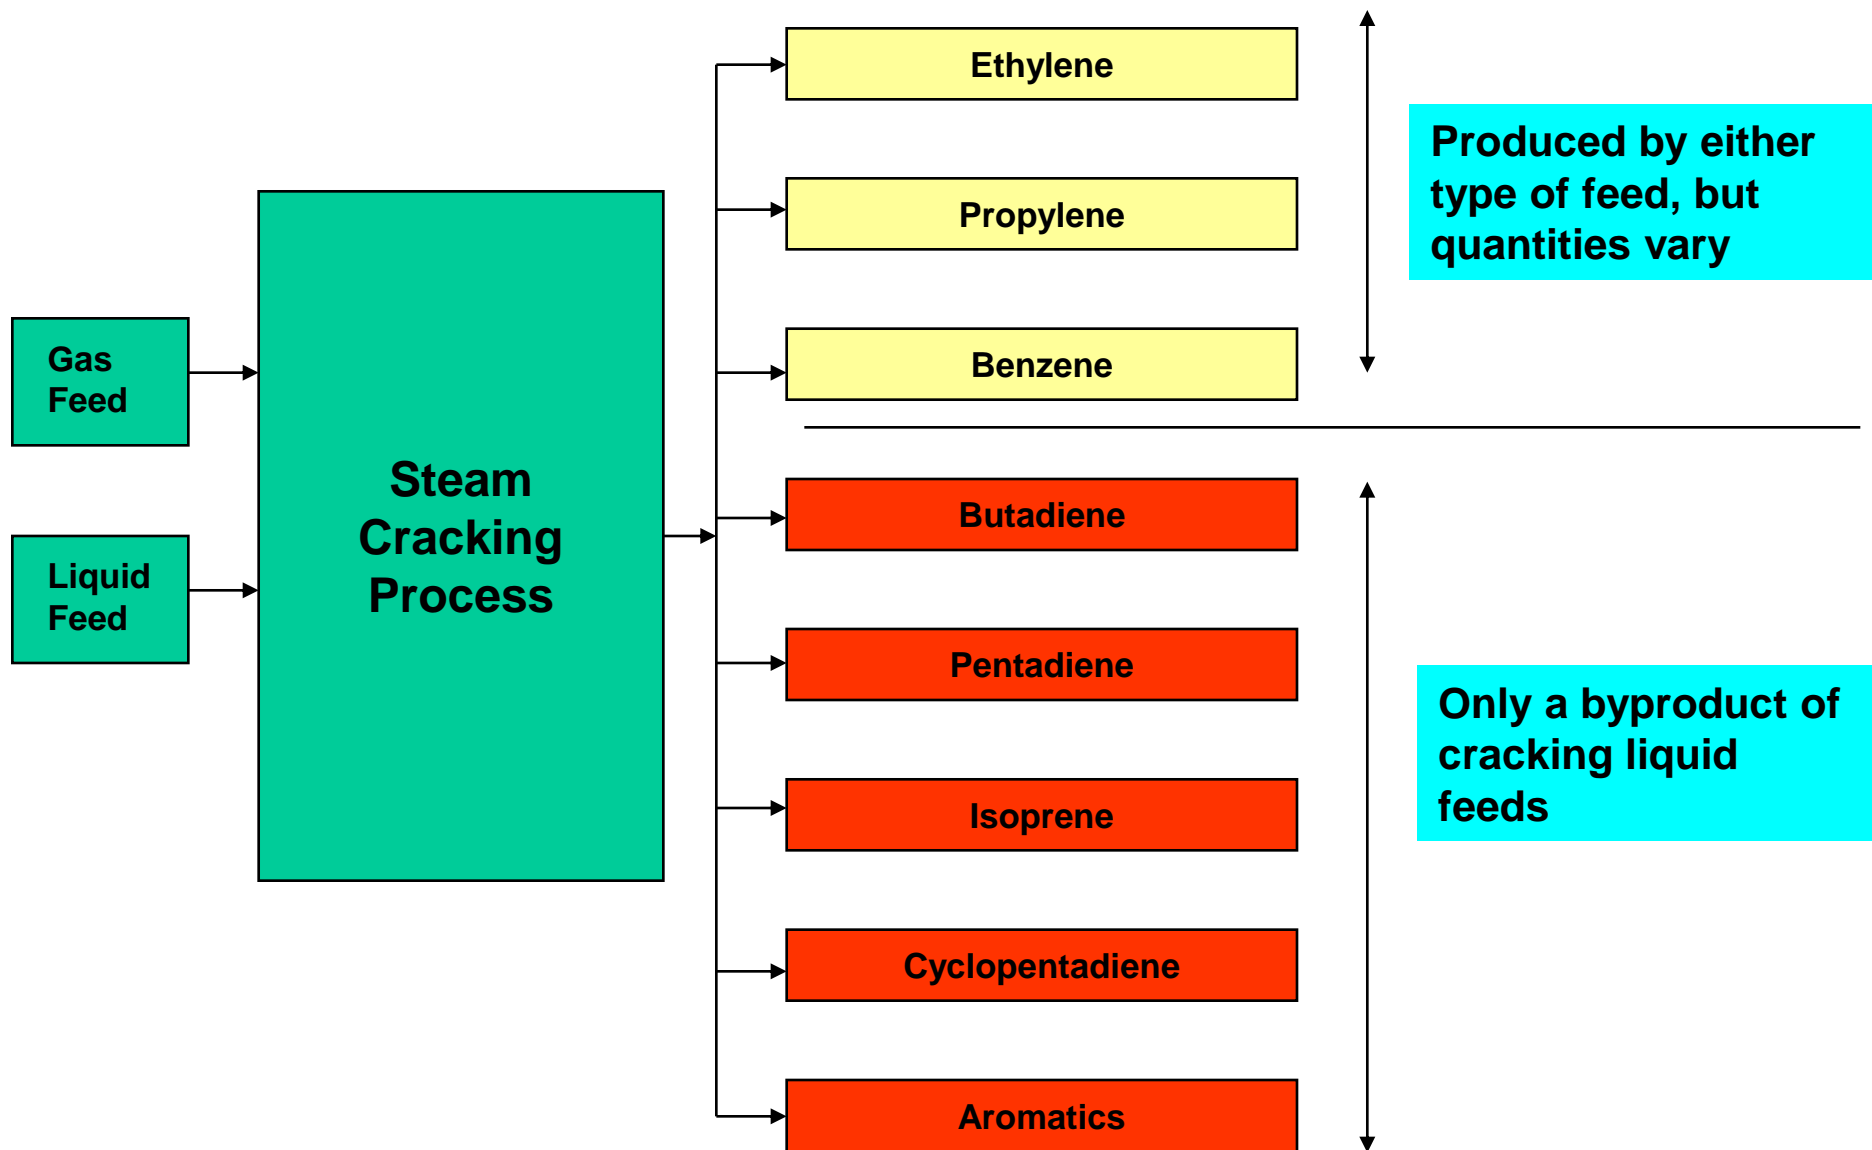 Ethylene
Produced by either
type of feed, but
quantities vary
Propylene
Benzene
Gas
Feed
Steam
Cracking
Process
Liquid
Feed
Butadiene
Pentadiene
Only a byproduct of
cracking liquid
feeds
Isoprene
Cyclopentadiene
Aromatics